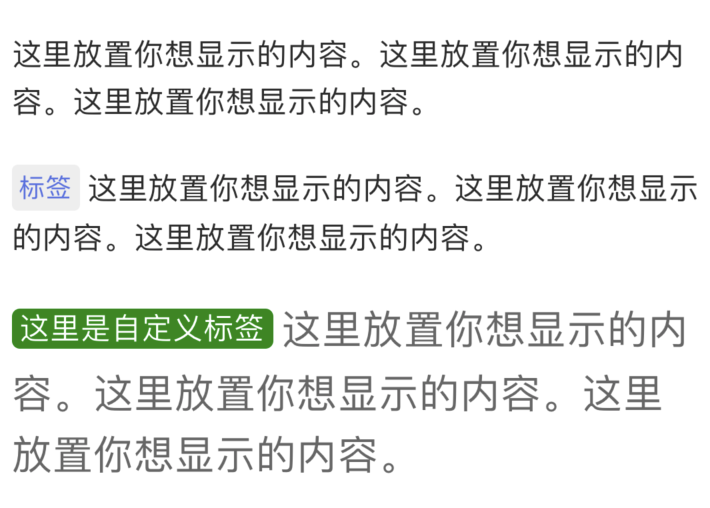 这里放置你想显示的内容。这里放置你想显示的内
容。这里放置你想显示的内容。
标签 这里放置你想显示的内容。这里放置你想显示
的内容。这里放置你想显示的内容。
这里是自定义标签 这里放置你想显示的内
容。这里放置你想显示的内容。这里
放置你想显示的内容。